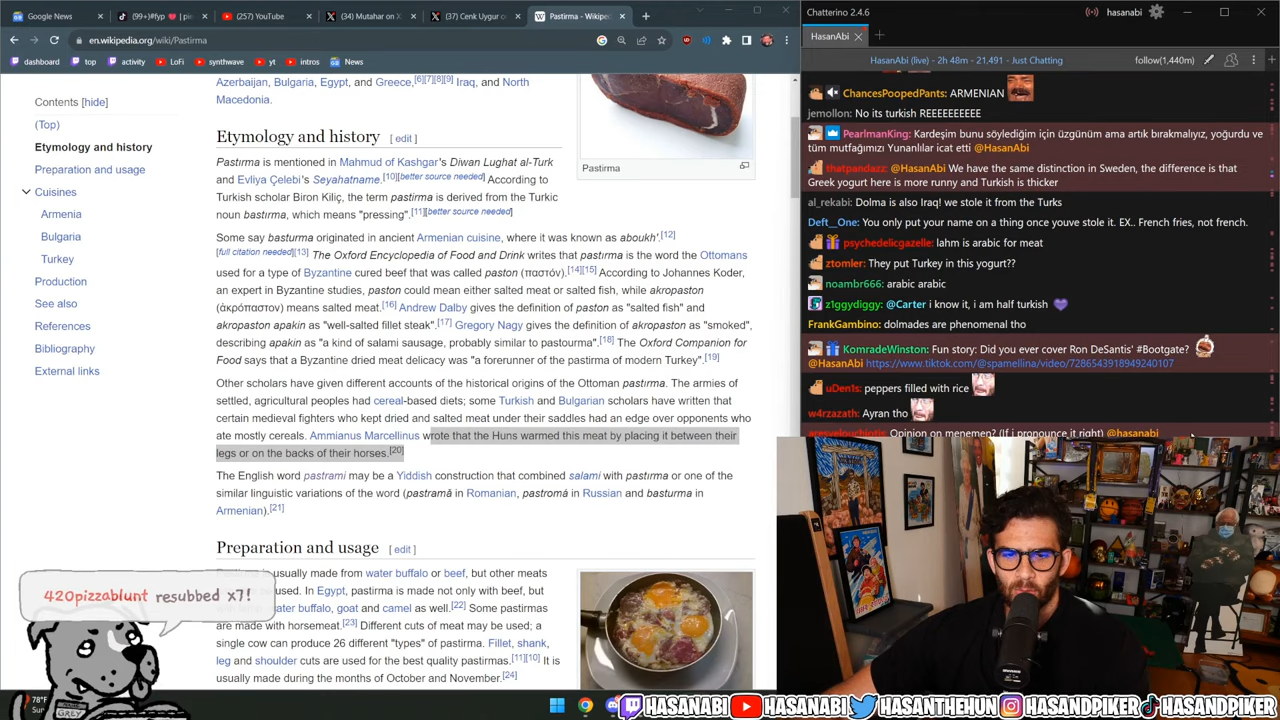 Google News
(99+)#fyp ❤ | pie
(257) YouTube
(34) Mutahar on X
(37) Cenk Uygur o
Pastirma - Wikiped
en.wikipedia.org/wiki/Pastirma
dashboard top activity LoFi synthwave yt intros News
Contents [hide]
(Top)
Etymology and history
Preparation and usage
Cuisines
Armenia
Bulgaria
Turkey
Production
See also
References
Bibliography
External links
Azerbaijan, Bulgaria, Egypt, and Greece,[6][7][8][9] Iraq, and North
Macedonia.
Pastirma
Etymology and history [ edit ]
Pastırma is mentioned in Mahmud of Kashgar's Diwan Lughat al-Turk
and Evliya Çelebi's Seyahatname.[10][better source needed] According to
Turkish scholar Biron Kiliç, the term pastırma is derived from the Turkic
noun bastırma, which means "pressing".[11][better source needed]
Some say basturma originated in ancient Armenian cuisine, where it was known as aboukh'.[12]
[full citation needed][13] The Oxford Encyclopedia of Food and Drink writes that pastırma is the word the Ottomans
used for a type of Byzantine cured beef that was called paston (παστόν).[14][15] According to Johannes Koder,
an expert in Byzantine studies, paston could mean either salted meat or salted fish, while akropaston
(ἀκρόπαστον) means salted meat.[16] Andrew Dalby gives the definition of paston as "salted fish" and
akropaston apakin as "well-salted fillet steak".[17] Gregory Nagy gives the definition of akropaston as "smoked",
describing apakin as "a kind of salami sausage, probably similar to pastourma".[18] The Oxford Companion for
Food says that a Byzantine dried meat delicacy was "a forerunner of the pastirma of modern Turkey".[19]
Other scholars have given different accounts of the historical origins of the Ottoman pastırma. The armies of
settled, agricultural peoples had cereal-based diets; some Turkish and Bulgarian scholars have written that
certain medieval fighters who kept dried and salted meat under their saddles had an edge over opponents who
ate mostly cereals. Ammianus Marcellinus wrote that the Huns warmed this meat by placing it between their
legs or on the backs of their horses.[20]
The English word pastrami may be a Yiddish construction that combined salami with pastırma or one of the
similar linguistic variations of the word (pastramă in Romanian, pastromá in Russian and basturma in
Armenian).[21]
Preparation and usage [ edit ]
usually made from water buffalo or beef, but other meats
used. In Egypt, pastirma is made not only with beef, but
water buffalo, goat and camel as well.[22] Some pastirmas
are made with horsemeat.[23] Different cuts of meat may be used; a
single cow can produce 26 different "types" of pastirma. Fillet, shank,
leg and shoulder cuts are used for the best quality pastirmas.[11][10] It is
usually made during the months of October and November.[24]
420pizzablunt resubbed x7!
GREY
78°F
Chatterino 2.4.6
hasanabi
HasanAbi
HasanAbi (live) - 2h 48m - 21,491 - Just Chatting
follow(1,440m)
ChancesPoopedPants: ARMENIAN
jemollon: No its turkish REEEEEEEEEE
PearlmanKing: Kardeşim bunu söylediğim için üzgünüm ama artık bırakmalıyız, yoğurdu ve
tüm mutfağımızı Yunanlılar icat etti @HasanAbi
thatpandazz: @HasanAbi We have the same distinction in Sweden, the difference is that
Greek yogurt here is more runny and Turkish is thicker
al_rekabi: Dolma is also Iraq! we stole it from the Turks
Deft__One: You only put your name on a thing once youve stole it. EX.. French fries, not french.
psychedelicgazelle: lahm is arabic for meat
ztomler: They put Turkey in this yogurt??
noambr666: arabic arabic
z1ggydiggy: @Carter i know it, i am half turkish
FrankGambino: dolmades are phenomenal tho
KomradeWinston: Fun story: Did you ever cover Ron DeSantis' #Bootgate?
@HasanAbi https://www.tiktok.com/@spamellina/video/7286543918949240107
uDen1s: peppers filled with rice
w4rzazath: Ayran tho
aresvelouchiotis: Opinion on menemen? (If i pronounce it right) @hasanabi
HASANABI HASANABI HASANTHEHUN HASANDPIKER HASANDPIKER